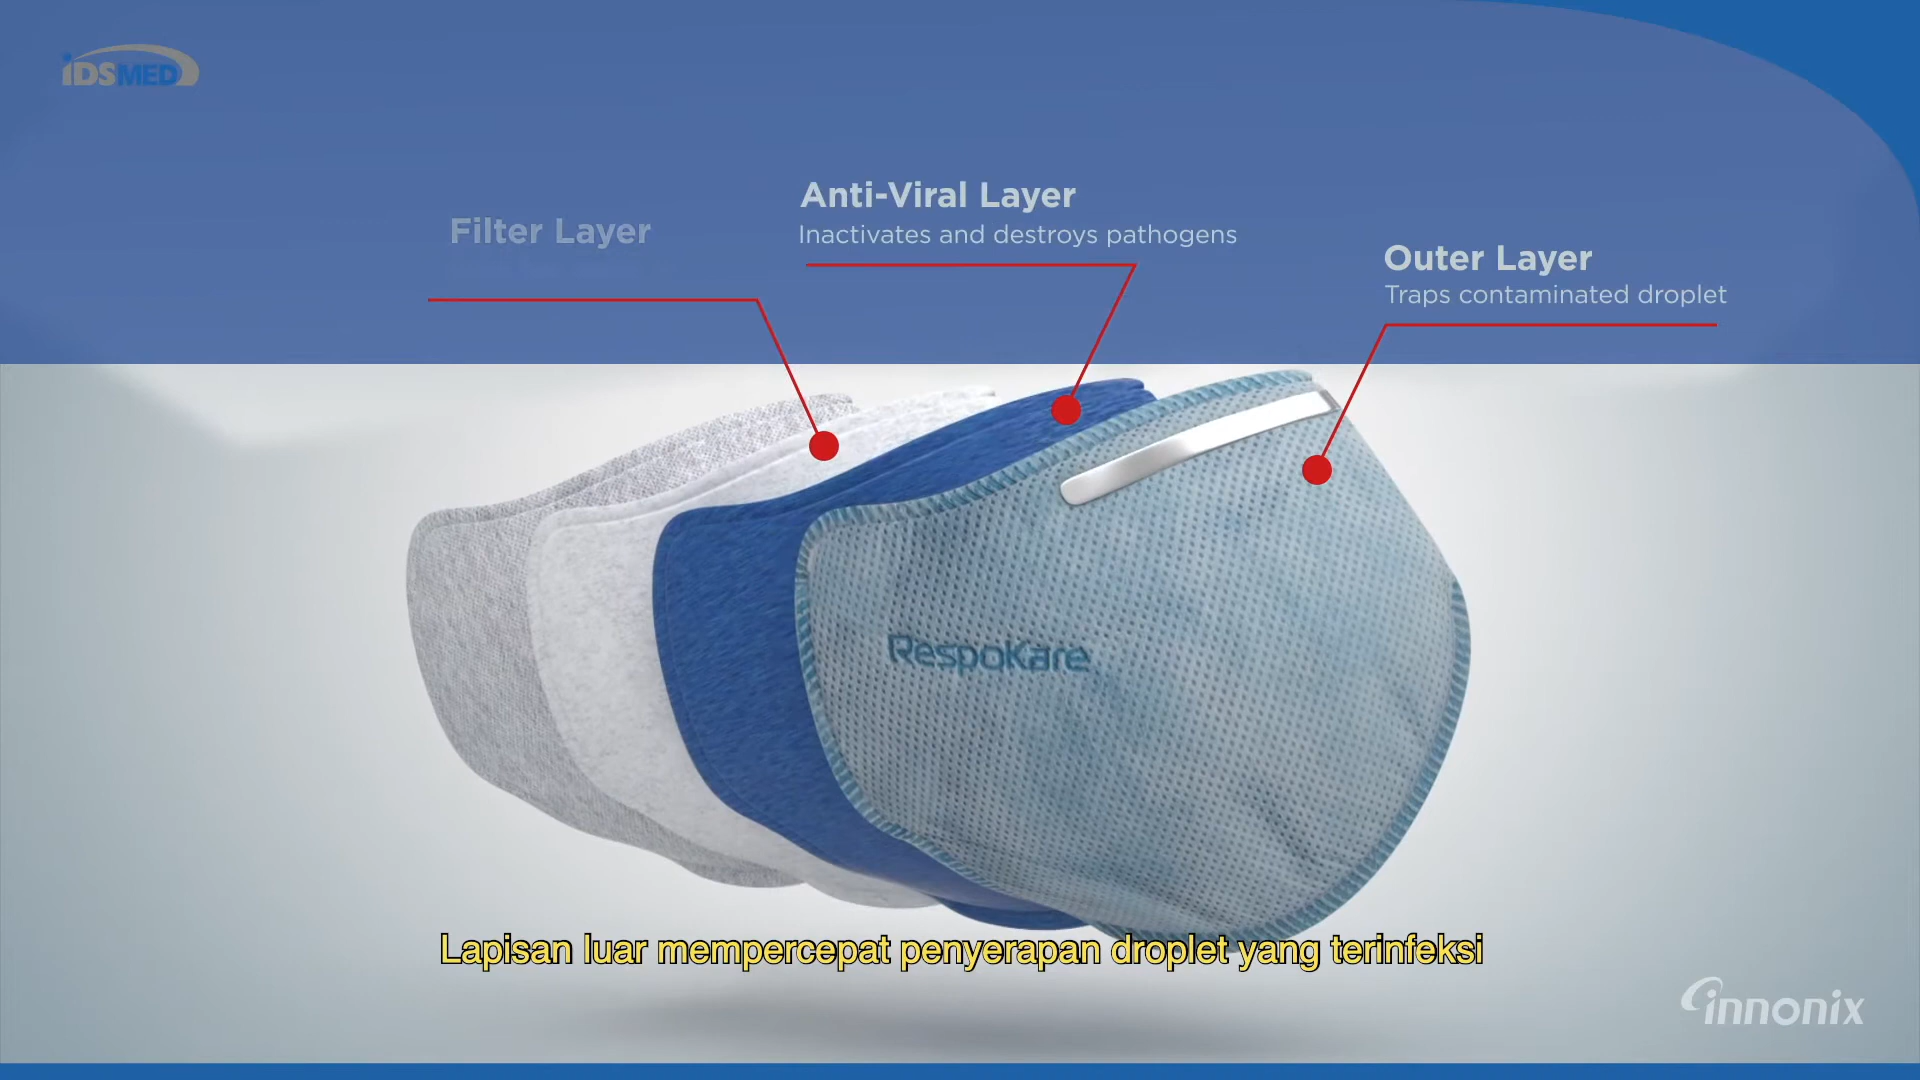 iDSMED
Filter Layer
Anti-Viral Layer
Inactivates and destroys pathogens
Outer Layer
Traps contaminated droplet
RespoKare
Lapisan luar mempercepat penyerapan droplet yang terinfeksi
innonix